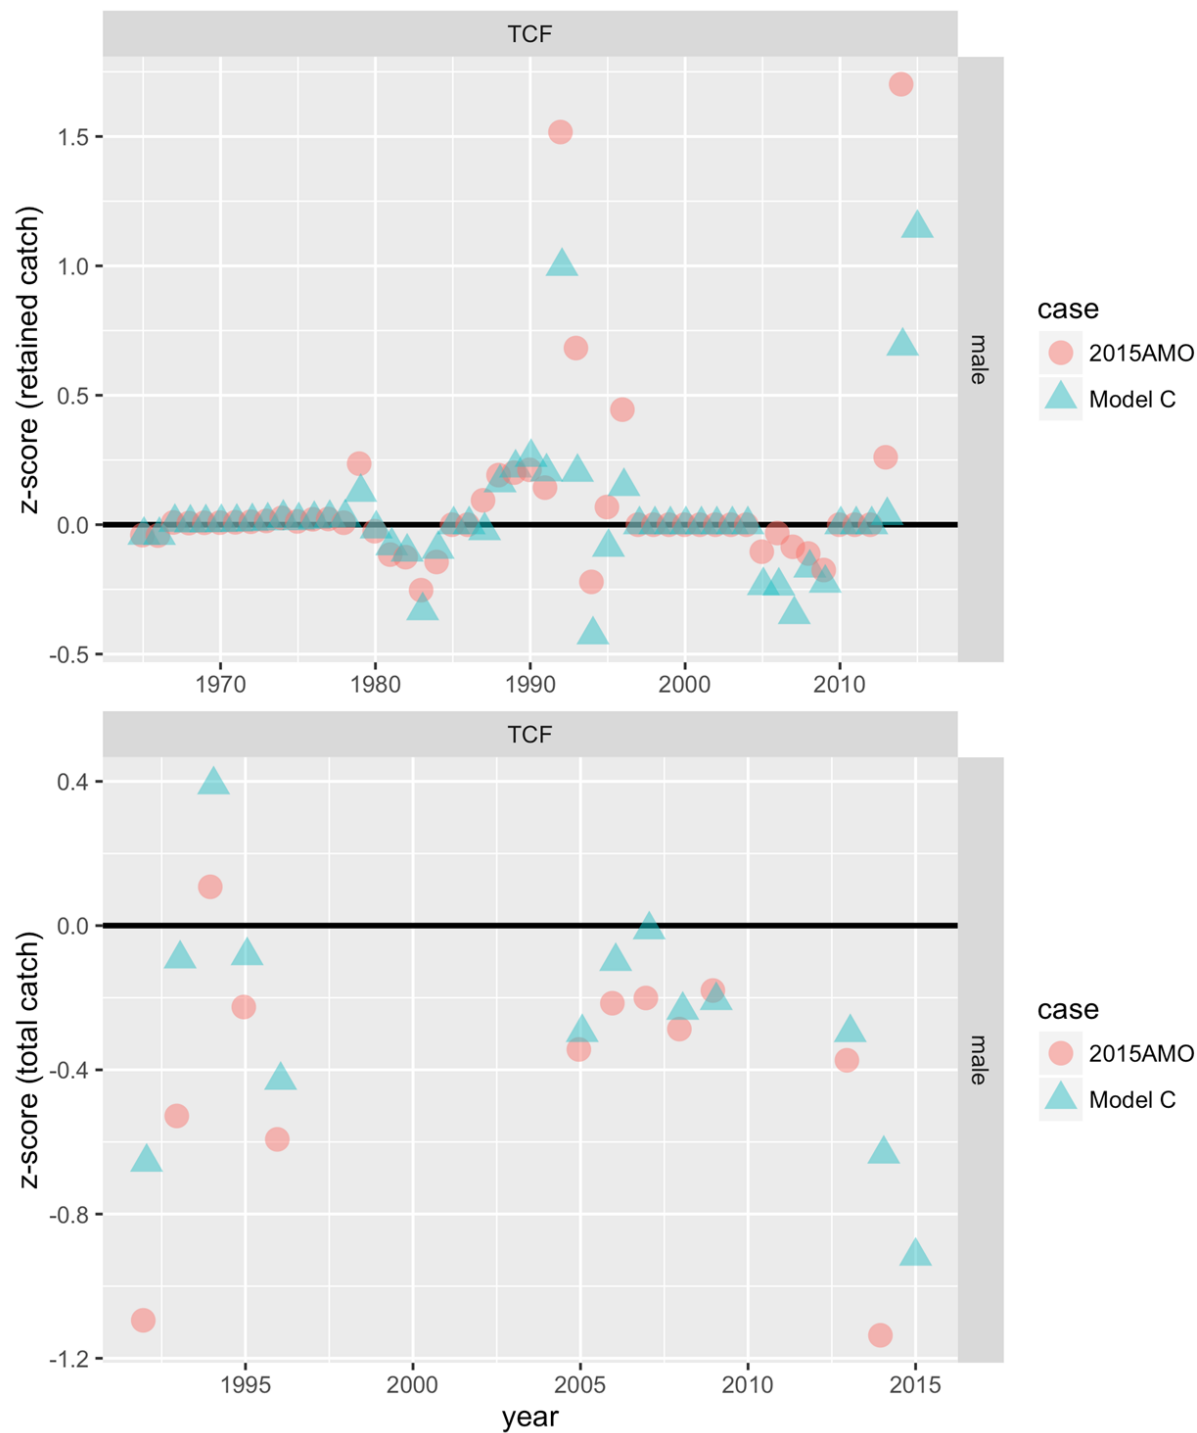 TCF
z-score (retained catch)
1.5
1.0
0.5
0.0
-0.5
1970 1980 1990 2000 2010
male
case
2015AMO
Model C
TCF
z-score (total catch)
0.4
0.0
-0.4
-0.8
-1.2
1995 2000 2005 2010 2015
year
male
case
2015AMO
Model C